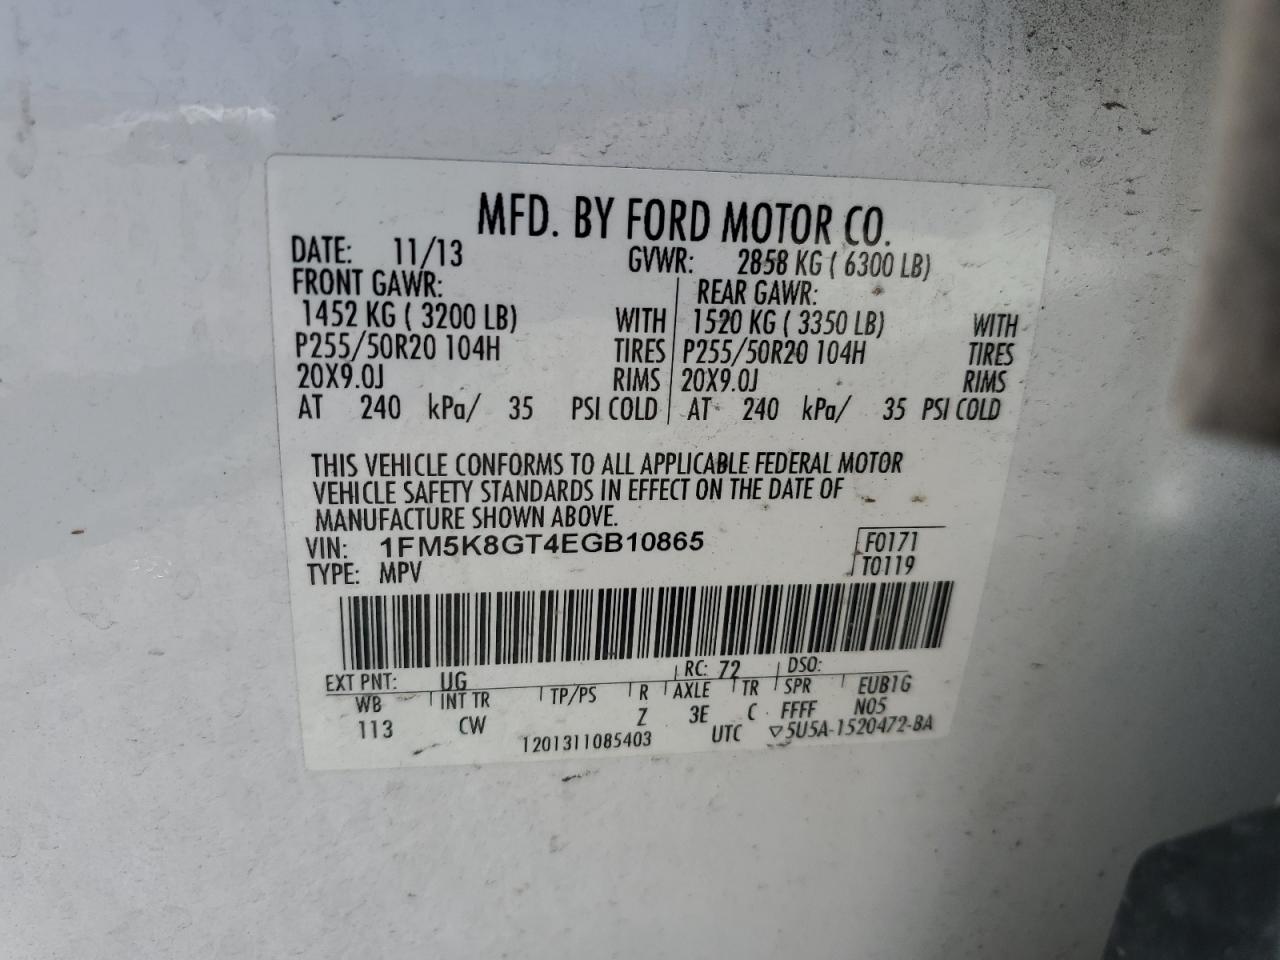 MFD. BY FORD MOTOR CO.
DATE: 11/13 GVWR: 2858 KG ( 6300 LB)
FRONT GAWR: REAR GAWR:
1452 KG ( 3200 LB) WITH 1520 KG ( 3350 LB) WITH
P255/50R20 104H TIRES P255/50R20 104H TIRES
20X9.0J RIMS 20X9.0J RIMS
AT 240 kPa/ 35 PSI COLD AT 240 kPa/ 35 PSI COLD
THIS VEHICLE CONFORMS TO ALL APPLICABLE FEDERAL MOTOR
VEHICLE SAFETY STANDARDS IN EFFECT ON THE DATE OF
MANUFACTURE SHOWN ABOVE.
VIN: 1FM5K8GT4EGB10865 F0171
TYPE: MPV T0119
EXT PNT: UG RC: 72 DSO:
WB INT TR TP/PS R AXLE TR SPR EUB1G
113 CW Z 3E C FFFF N05
1201311085403 UTC ▽5U5A-1520472-BA